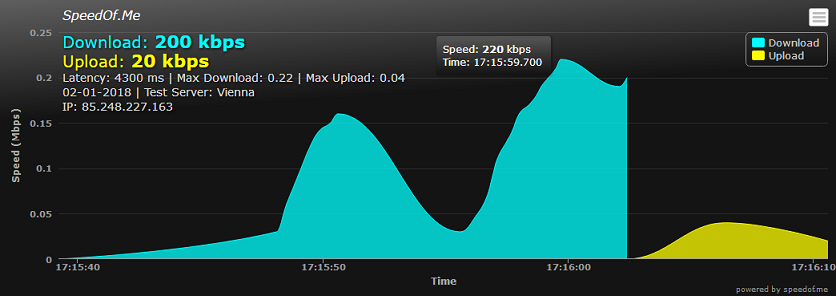 SpeedOf.Me
Download: 200 kbps
Upload: 20 kbps
Latency: 4300 ms | Max Download: 0.22 | Max Upload: 0.04
02-01-2018 | Test Server: Vienna
IP: 85.248.227.163
Speed: 220 kbps
Time: 17:15:59.700
Download
Upload
Speed (Mbps)
0.25
0.2
0.15
0.1
0.05
0
17:15:40 17:15:50 17:16:00 17:16:10
Time
powered by speedof.me